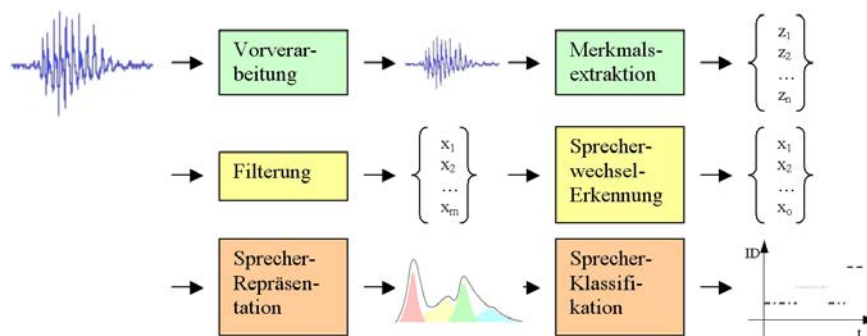 Vorverar-
beitung
Merkmals-
extraktion
z1
z2
...
zn
Filterung
x1
x2
...
xm
Sprecher-
wechsel-
Erkennung
x1
x2
...
xo
Sprecher-
Repräsen-
tation
Sprecher-
Klassifi-
kation
ID
t